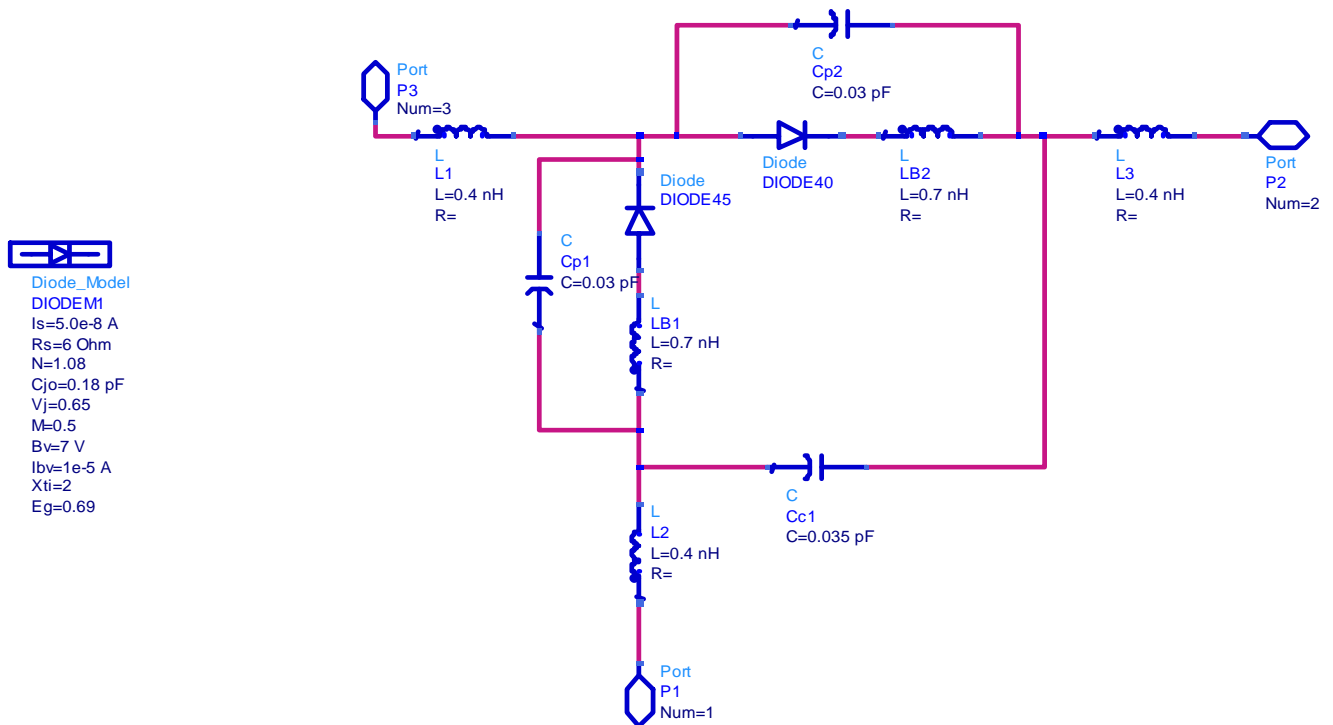 C
Cp2
C=0.03 pF
Port
P3
Num=3
L
L1
L=0.4 nH
R=
Diode
DIODE40
L
LB2
L=0.7 nH
R=
L
L3
L=0.4 nH
R=
Port
P2
Num=2
Diode
DIODE45
C
Cp1
C=0.03 pF
Diode_Model
DIODEM1
Is=5.0e-8 A
Rs=6 Ohm
N=1.08
Cjo=0.18 pF
Vj=0.65
M=0.5
Bv=7 V
Ibv=1e-5 A
Xti=2
Eg=0.69
L
LB1
L=0.7 nH
R=
C
Cc1
C=0.035 pF
L
L2
L=0.4 nH
R=
Port
P1
Num=1